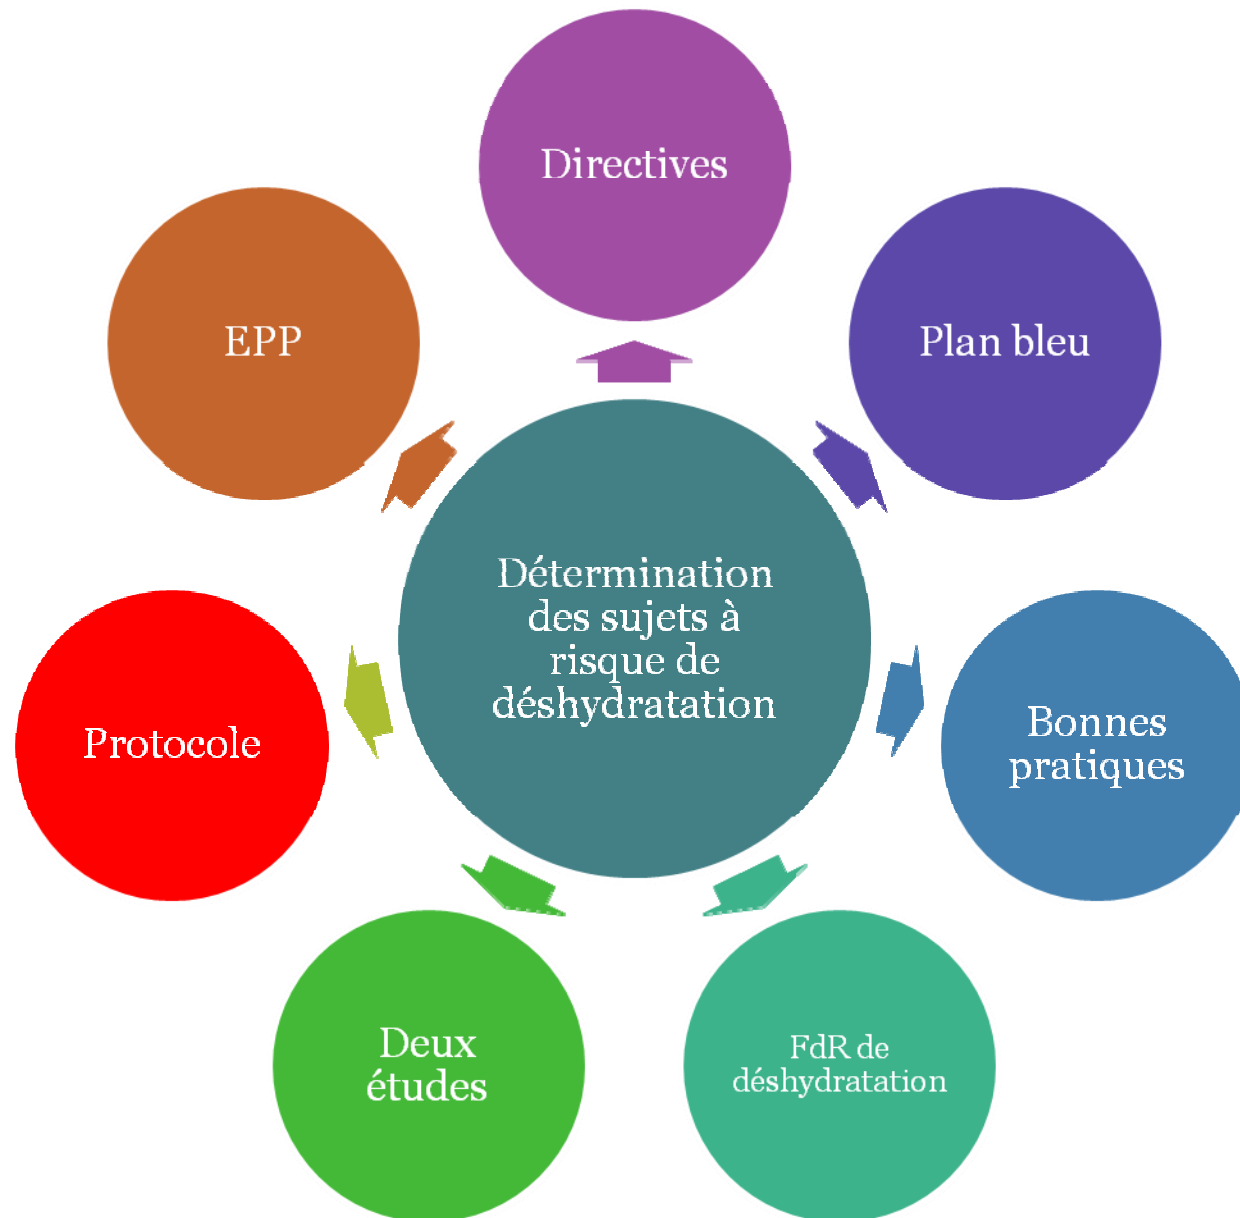 Directives
EPP
Plan bleu
Détermination
des sujets à
risque de
déshydratation
Protocole
Bonnes
pratiques
Deux
études
FdR de
déshydratation